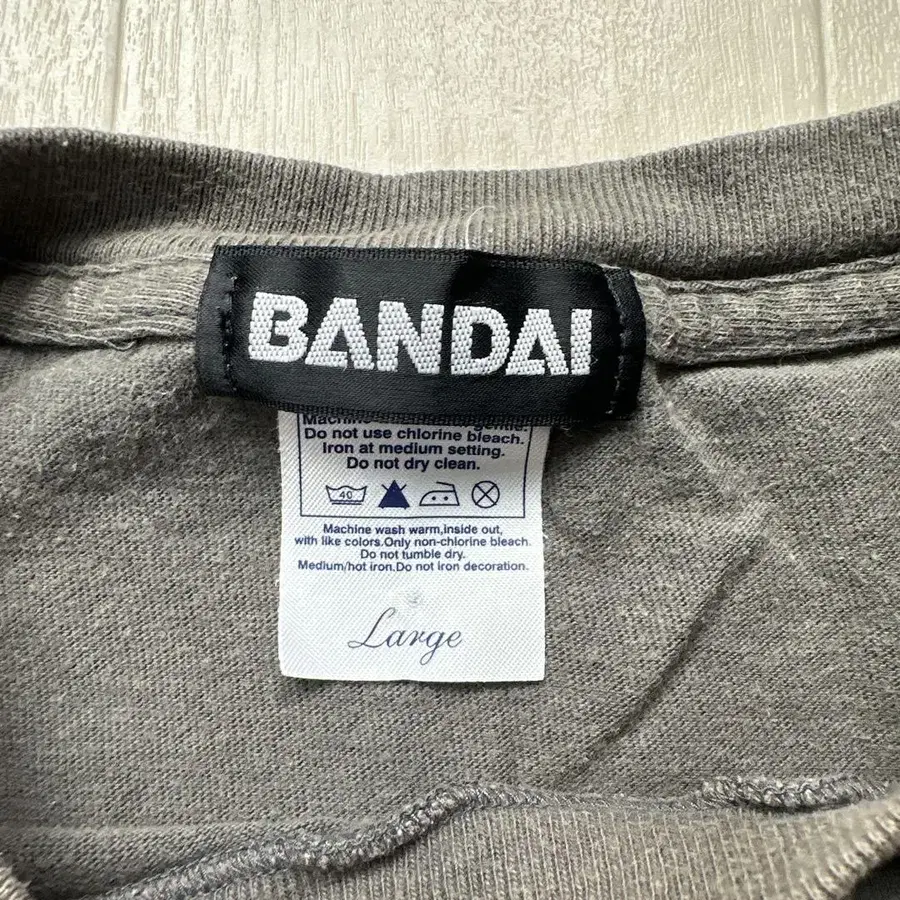 BANDAI
Machine
gentle.
Do not use chlorine bleach.
Iron at medium setting.
Do not dry clean.
40
Machine wash warm,inside out,
with like colors.Only non-chlorine bleach.
Do not tumble dry.
Medium/hot iron.Do not iron decoration.
Large